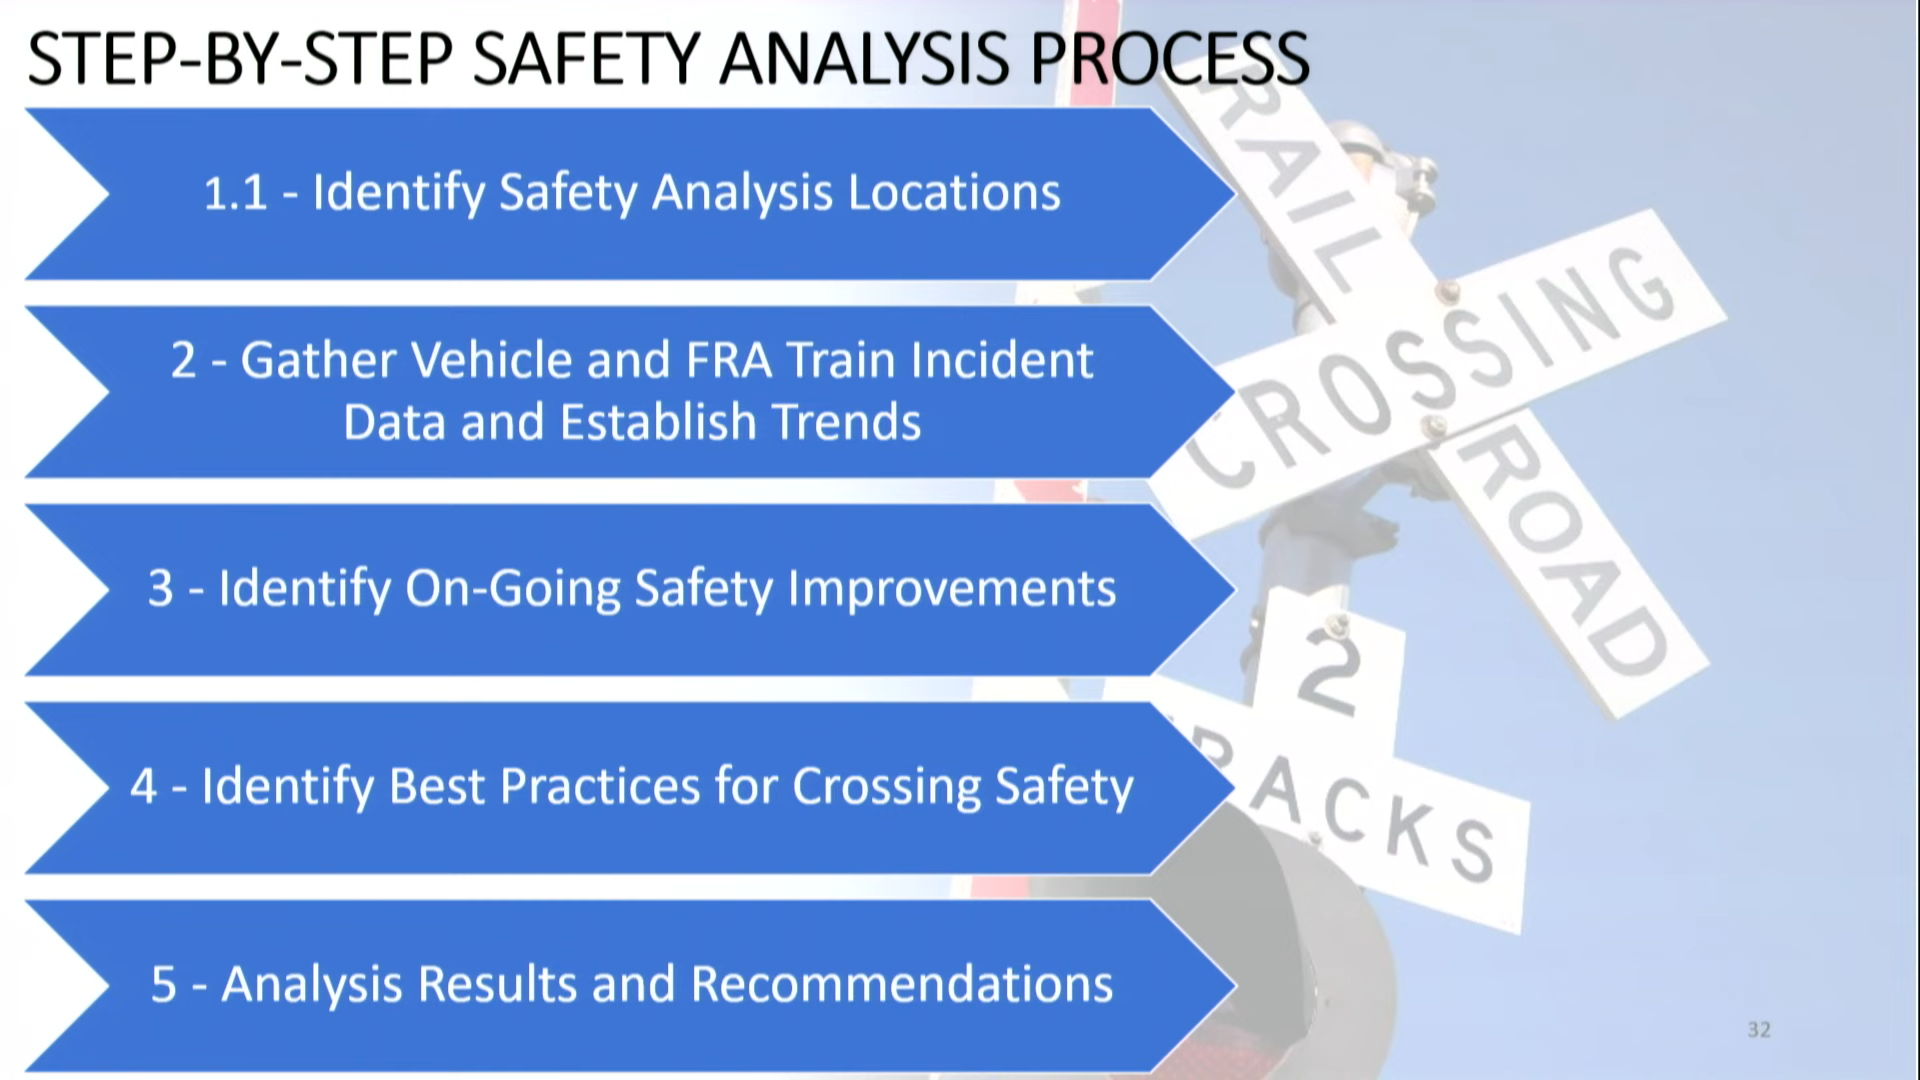 STEP-BY-STEP SAFETY ANALYSIS PROCESS
1.1 - Identify Safety Analysis Locations
2 - Gather Vehicle and FRA Train Incident
Data and Establish Trends
3 - Identify On-Going Safety Improvements
4 - Identify Best Practices for Crossing Safety
5 - Analysis Results and Recommendations
RAIL
CROSSING
ROAD
2
RACKS
32